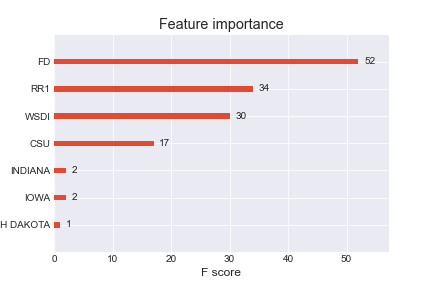 Feature importance
FD 52
RR1 34
WSDI 30
CSU 17
INDIANA 2
IOWA 2
H DAKOTA 1
0 10 20 30 40 50
F score